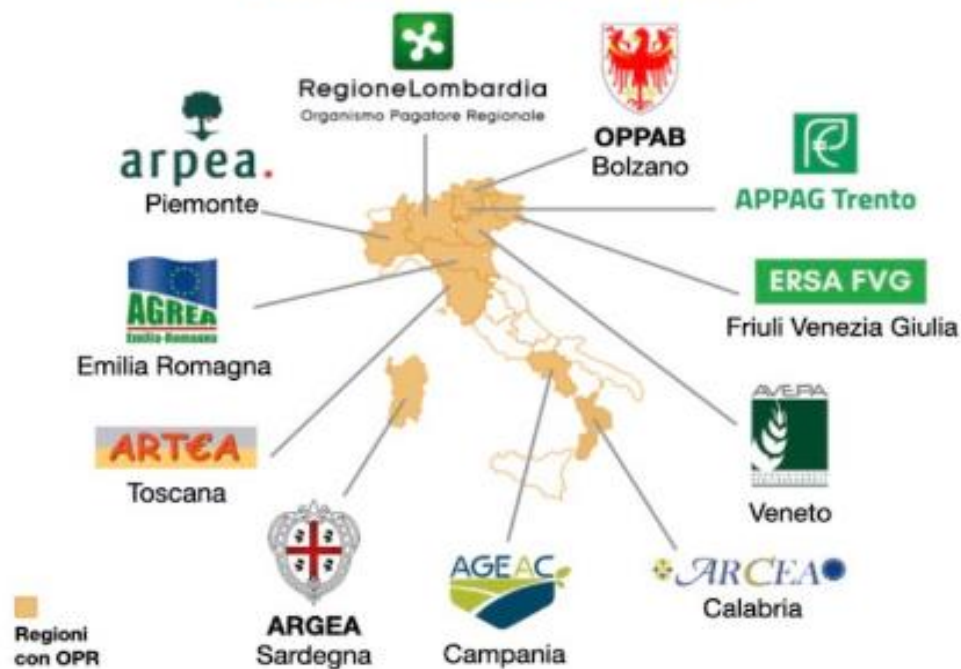 RegioneLombardia
Organismo Pagatore Regionale
OPPAB
Bolzano
arpea.
Piemonte
APPAG Trento
AGREA
Emilia-Romagna
Emilia Romagna
ERSA FVG
Friuli Venezia Giulia
ART€A
Toscana
AVEPA
Veneto
ARGEA
Sardegna
AGEAC
Campania
ARCEA
Calabria
Regioni
con OPR